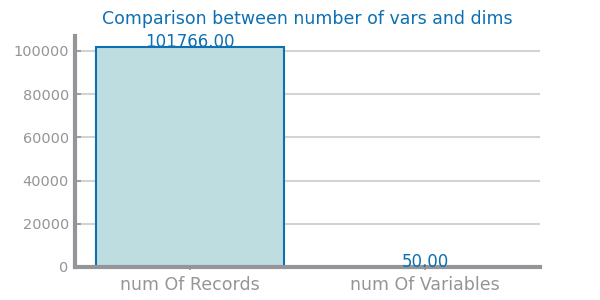 Comparison between number of vars and dims
101766.00
100000
80000
60000
40000
20000
50.00
0
num Of Records
num Of Variables